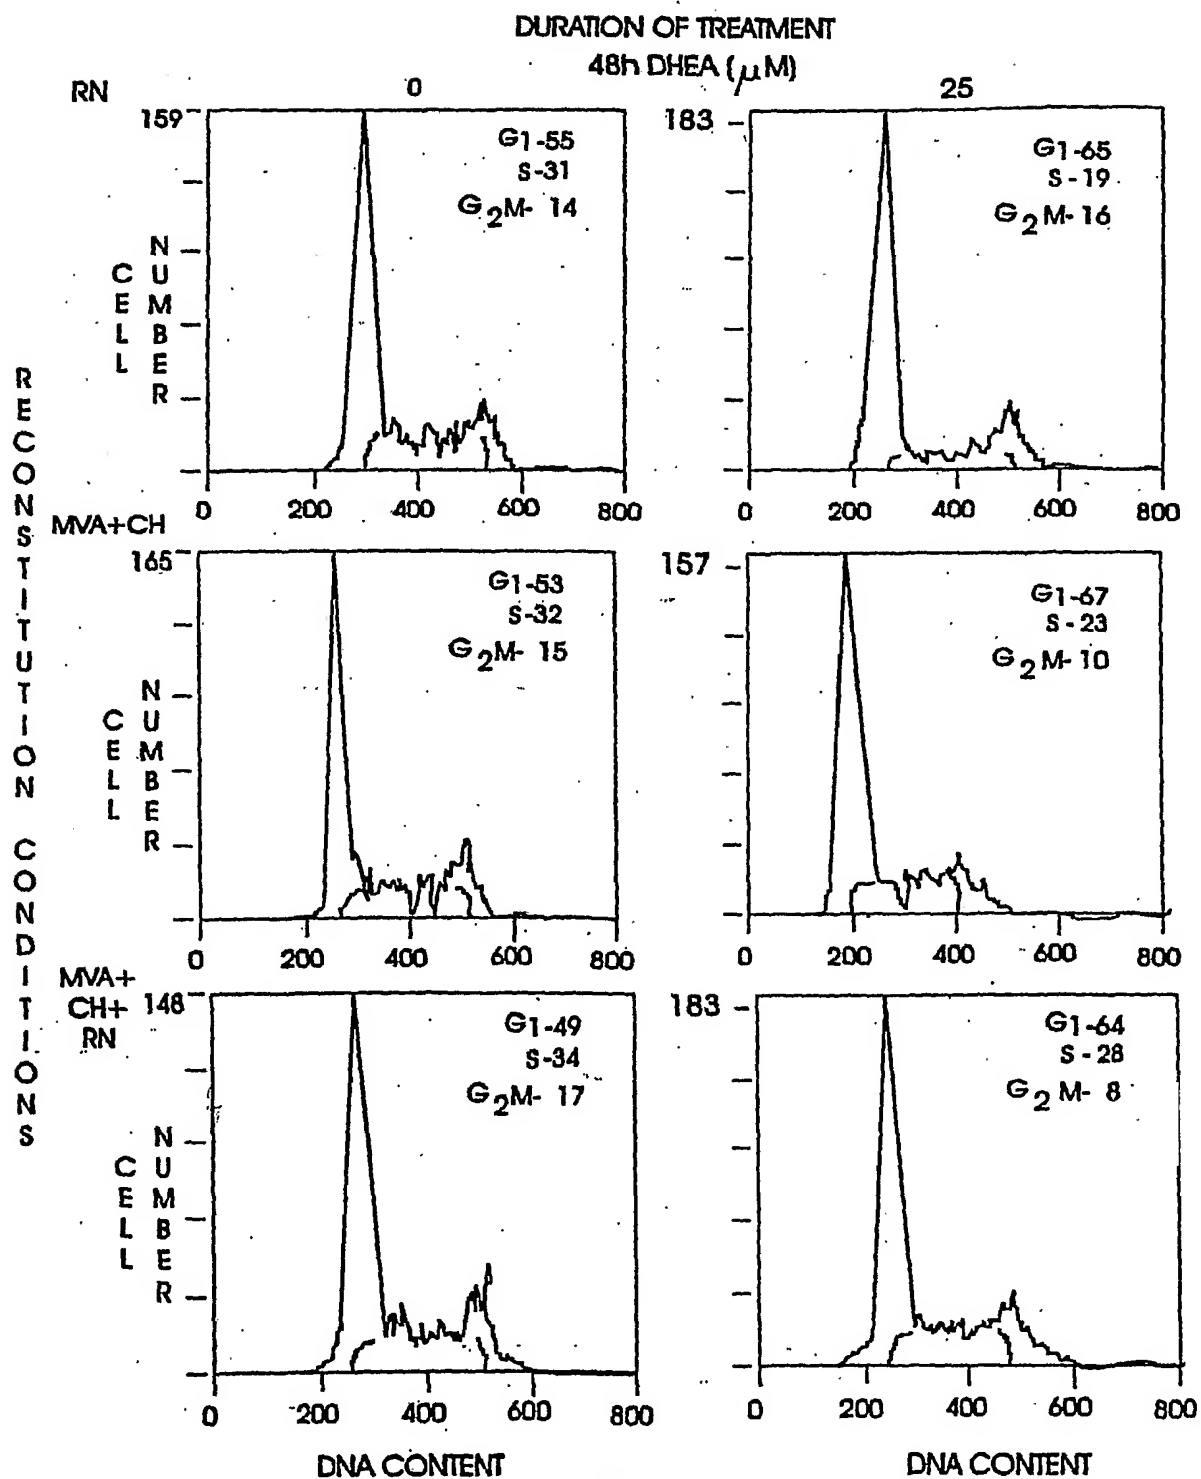 DURATION OF TREATMENT
48h DHEA (μM)
0 25
RECONSTITUTION CONDITIONS
RN
159
CELL NUMBER
G1-55
S-31
G2M- 14
0 200 400 600 800
183
G1-65
S-19
G2M- 16
0 200 400 600 800
MVA+CH
165
CELL NUMBER
G1-53
S-32
G2M- 15
0 200 400 600 800
157
G1-67
S-23
G2M-10
0 200 400 600 800
MVA+
CH+
RN
148
CELL NUMBER
G1-49
S-34
G2M- 17
0 200 400 600 800
DNA CONTENT
183
G1-64
S-28
G2M- 8
0 200 400 600 800
DNA CONTENT